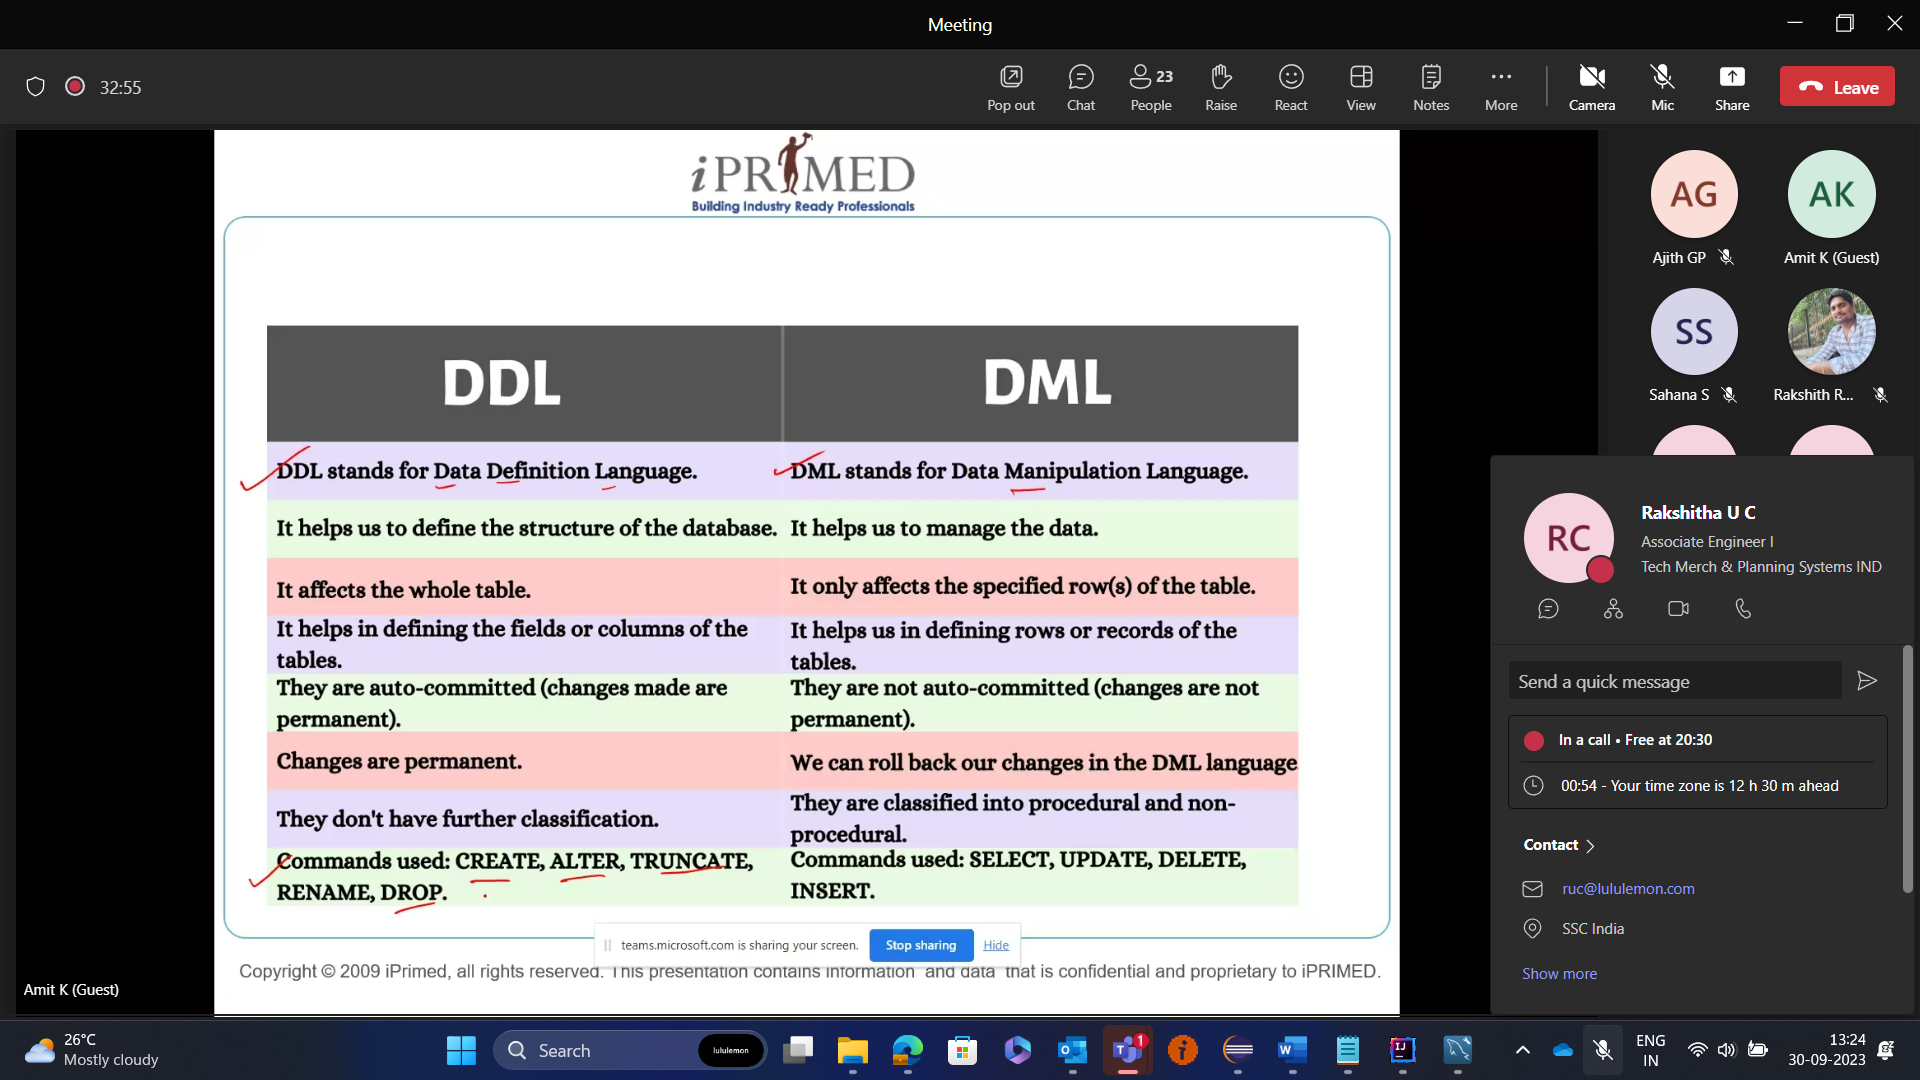 Meeting
32:55
Pop out
Chat
23
People
Raise
React
View
Notes
More
Camera
Mic
Share
Leave
iPRIMED
Building Industry Ready Professionals
DDL
DML
DDL stands for Data Definition Language.
DML stands for Data Manipulation Language.
It helps us to define the structure of the database.
It helps us to manage the data.
It affects the whole table.
It only affects the specified row(s) of the table.
It helps in defining the fields or columns of the
tables.
It helps us in defining rows or records of the
tables.
They are auto-committed (changes made are
permanent).
They are not auto-committed (changes are not
permanent).
Changes are permanent.
We can roll back our changes in the DML language
They don't have further classification.
They are classified into procedural and non-
procedural.
Commands used: CREATE, ALTER, TRUNCATE,
RENAME, DROP.
Commands used: SELECT, UPDATE, DELETE,
INSERT.
teams.microsoft.com is sharing your screen.
Stop sharing
Hide
Copyright © 2009 iPrimed, all rights reserved. This presentation contains information and data that is confidential and proprietary to iPRIMED.
Amit K (Guest)
AG
Ajith GP
AK
Amit K (Guest)
SS
Sahana S
Rakshith R...
RC
Rakshitha U C
Associate Engineer I
Tech Merch & Planning Systems IND
Send a quick message
In a call • Free at 20:30
00:54 - Your time zone is 12 h 30 m ahead
Contact
ruc@lululemon.com
SSC India
Show more
26°C
Mostly cloudy
Search
lululemon
1
W
IJ
ENG
IN
13:24
30-09-2023